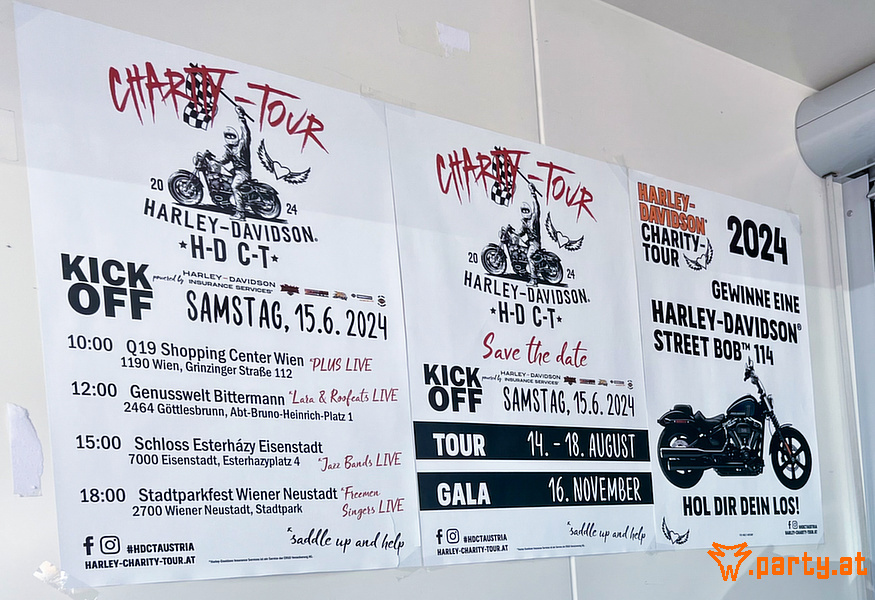 CHARITY-TOUR
20 24
HARLEY-DAVIDSON®
*H-D C-T*
KICK OFF
powered by HARLEY-DAVIDSON INSURANCE SERVICES*
SAMSTAG, 15.6. 2024
10:00 Q19 Shopping Center Wien *PLUS LIVE
1190 Wien, Grinzinger Straße 112
12:00 Genusswelt Bittermann *Lara & Roofcats LIVE
2464 Göttlesbrunn, Abt-Bruno-Heinrich-Platz 1
15:00 Schloss Esterházy Eisenstadt
7000 Eisenstadt, Esterhazyplatz 4 *Jazz Bands LIVE
18:00 Stadtparkfest Wiener Neustadt *Freemen
2700 Wiener Neustadt, Stadtpark Singers LIVE
#HDCTAUSTRIA
HARLEY-CHARITY-TOUR.AT
*saddle up and help
CHARITY-TOUR
20 24
HARLEY-DAVIDSON®
*H-D C-T*
Save the date
KICK OFF
powered by HARLEY-DAVIDSON INSURANCE SERVICES*
SAMSTAG, 15.6. 2024
TOUR 14. - 18. AUGUST
GALA 16. NOVEMBER
#HDCTAUSTRIA
HARLEY-CHARITY-TOUR.AT
*saddle up and help
HARLEY-
DAVIDSON®
CHARITY-
TOUR
2024
GEWINNE EINE
HARLEY-DAVIDSON®
STREET BOB™ 114
HOL DIR DEIN LOS!
#HDCTAUSTRIA
HARLEY-CHARITY-TOUR.AT
.party.at